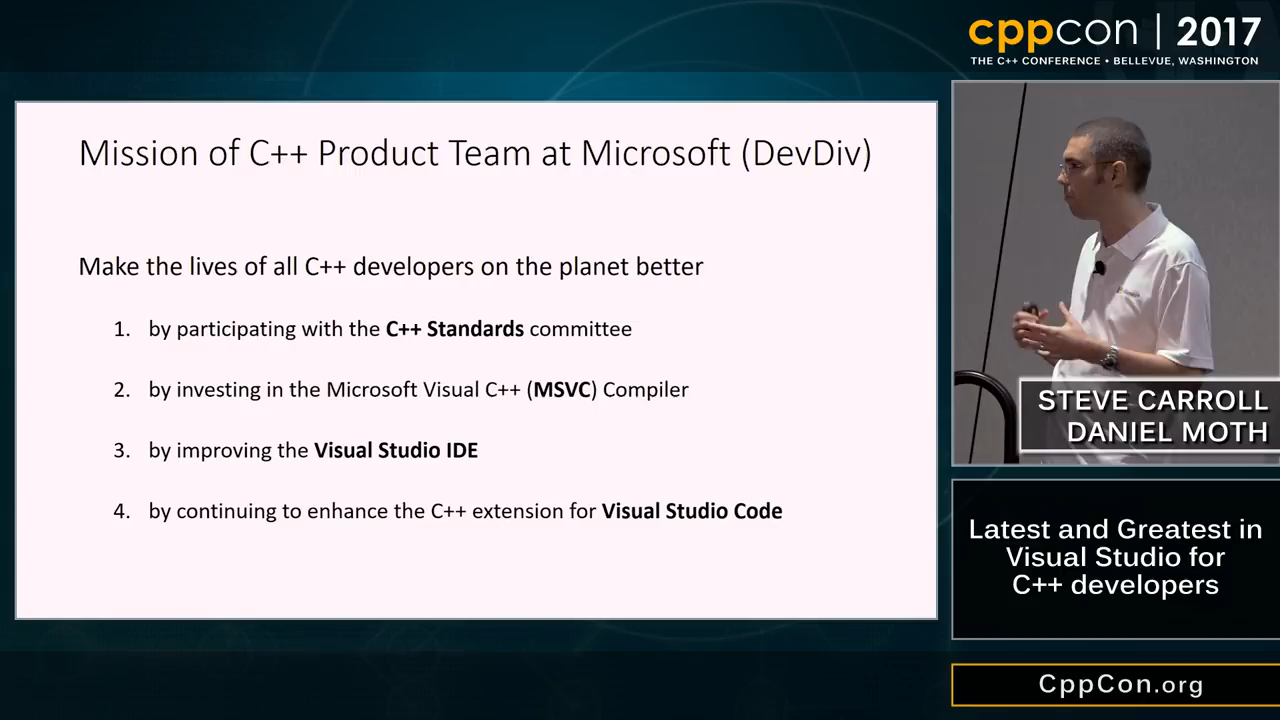 cppcon | 2017
THE C++ CONFERENCE • BELLEVUE, WASHINGTON
Mission of C++ Product Team at Microsoft (DevDiv)
Make the lives of all C++ developers on the planet better
1. by participating with the C++ Standards committee
2. by investing in the Microsoft Visual C++ (MSVC) Compiler
3. by improving the Visual Studio IDE
4. by continuing to enhance the C++ extension for Visual Studio Code
STEVE CARROLL
DANIEL MOTH
Latest and Greatest in
Visual Studio for
C++ developers
CppCon.org